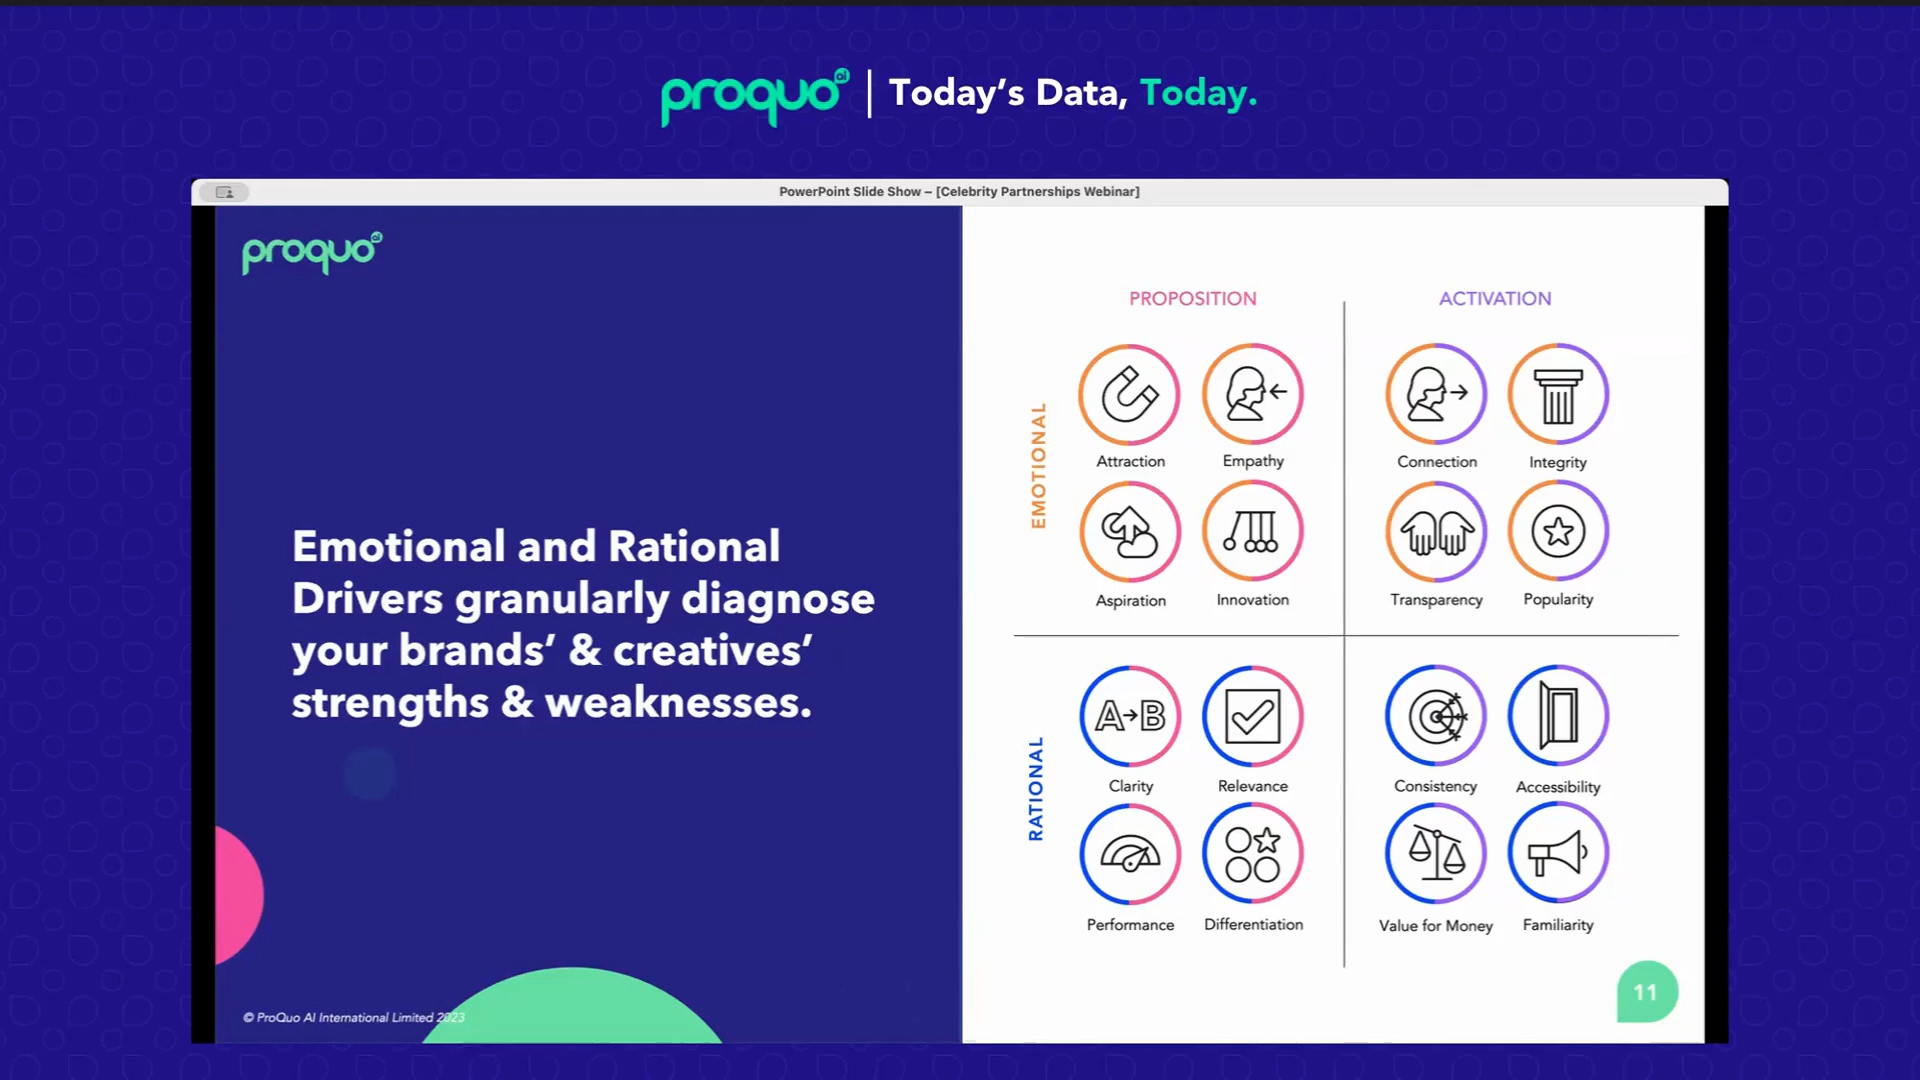 proquo ai | Today's Data, Today.
PowerPoint Slide Show – [Celebrity Partnerships Webinar]
proquo ai
Emotional and Rational
Drivers granularly diagnose
your brands' & creatives'
strengths & weaknesses.
© ProQuo AI International Limited 2023
PROPOSITION
ACTIVATION
EMOTIONAL
Attraction
Empathy
Connection
Integrity
Aspiration
Innovation
Transparency
Popularity
RATIONAL
A→B
Clarity
Relevance
Consistency
Accessibility
Performance
Differentiation
Value for Money
Familiarity
11